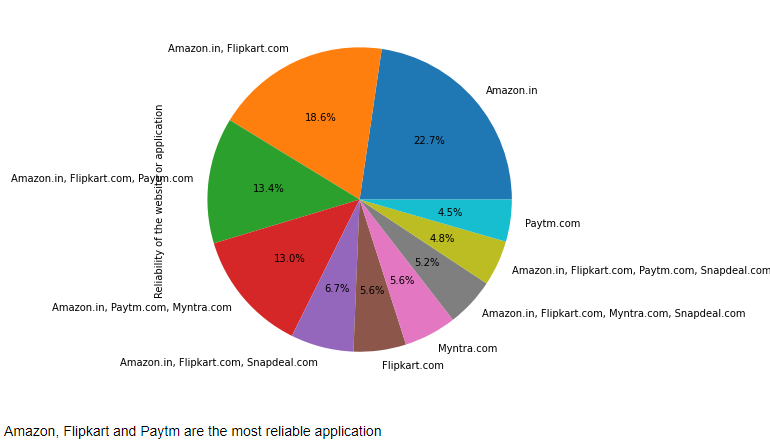 Amazon.in, Flipkart.com
Amazon.in
18.6%
22.7%
Amazon.in, Flipkart.com, Paytm.com
13.4%
Reliability of the website or application
4.5%
Paytm.com
4.8%
Amazon.in, Flipkart.com, Paytm.com, Snapdeal.com
13.0%
5.2%
5.6%
6.7%
5.6%
Amazon.in, Paytm.com, Myntra.com
Amazon.in, Flipkart.com, Myntra.com, Snapdeal.com
Myntra.com
Amazon.in, Flipkart.com, Snapdeal.com
Flipkart.com
Amazon, Flipkart and Paytm are the most reliable application